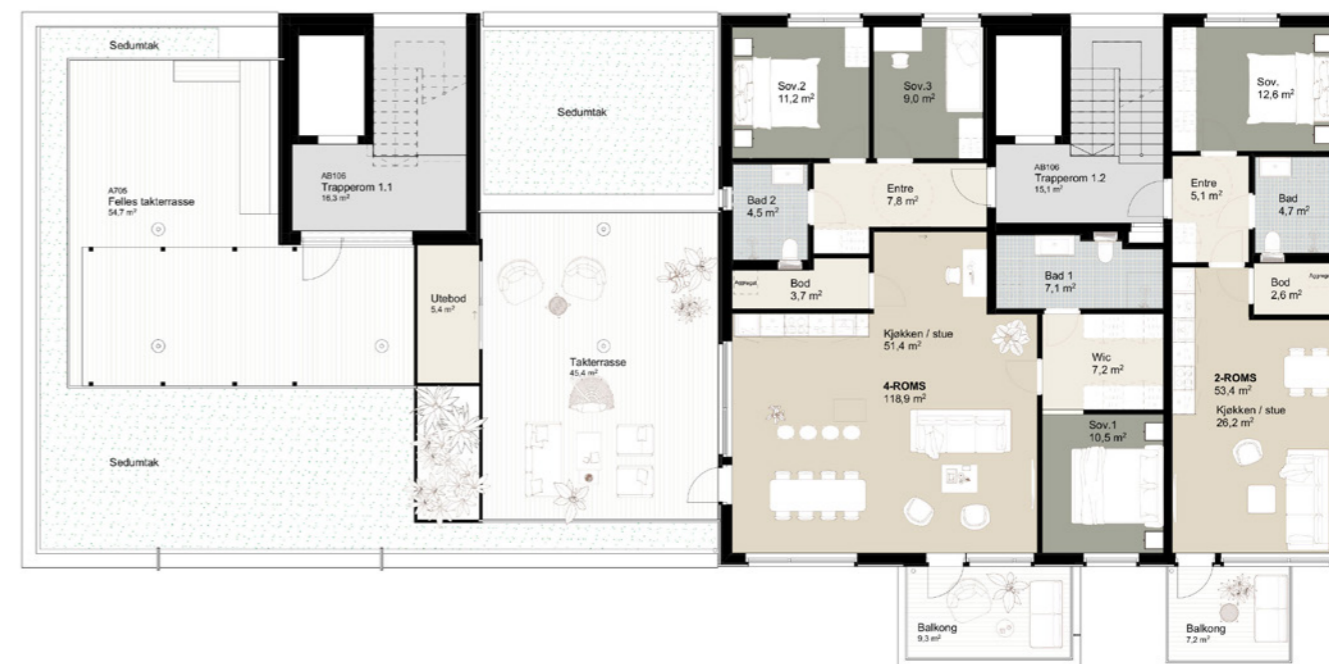 Sedumtak
A705
Felles takterrasse
54,7 m²
AB106
Trapperom 1.1
16,3 m²
Utebod
5,4 m²
Sedumtak
Sedumtak
Takterrasse
45,4 m²
Sov.2
11,2 m²
Sov.3
9,0 m²
Bad 2
4,5 m²
Entre
7,8 m²
Aggregat
Bod
3,7 m²
Kjøkken / stue
51,4 m²
4-ROMS
118,9 m²
AB106
Trapperom 1.2
15,1 m²
Bad 1
7,1 m²
Wic
7,2 m²
Sov.1
10,5 m²
Balkong
9,3 m²
Sov.
12,6 m²
Entre
5,1 m²
Bad
4,7 m²
Bod
2,6 m²
2-ROMS
53,4 m²
Kjøkken / stue
26,2 m²
Balkong
7,2 m²